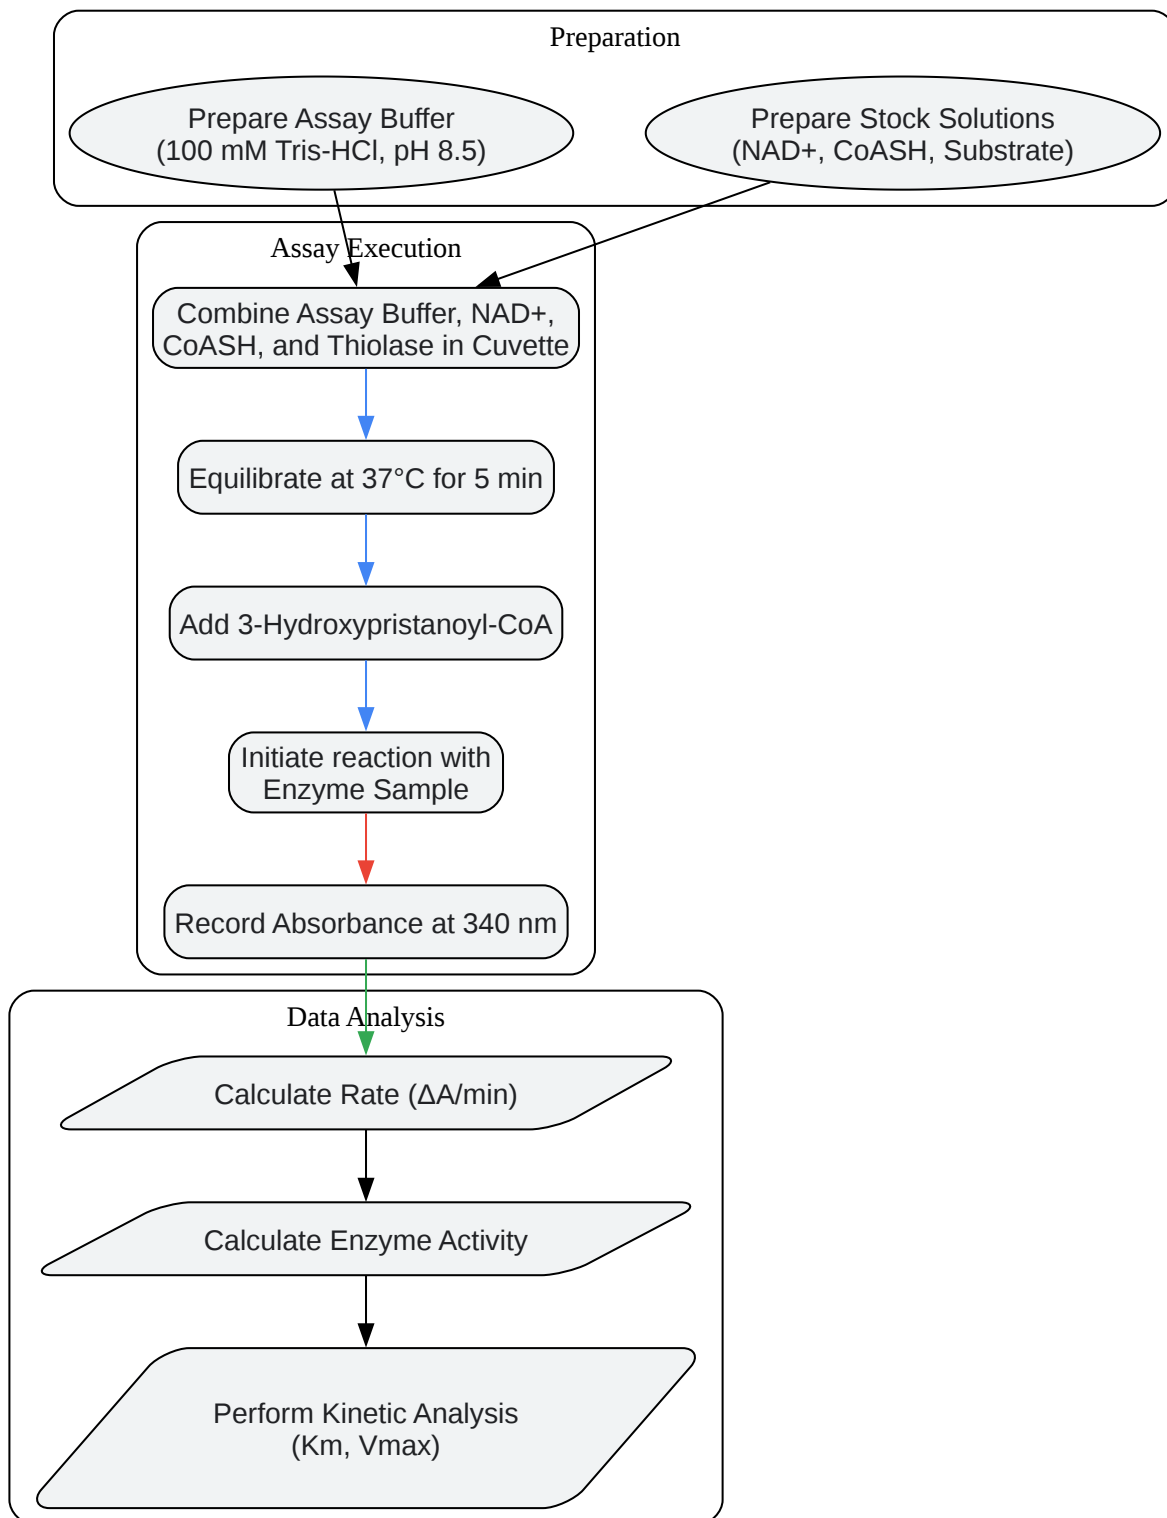 Preparation
Prepare Assay Buffer
(100 mM Tris-HCl, pH 8.5)
Prepare Stock Solutions
(NAD+, CoASH, Substrate)
Assay Execution
Combine Assay Buffer, NAD+,
CoASH, and Thiolase in Cuvette
Equilibrate at 37°C for 5 min
Add 3-Hydroxypristanoyl-CoA
Initiate reaction with
Enzyme Sample
Record Absorbance at 340 nm
Data Analysis
Calculate Rate (ΔA/min)
Calculate Enzyme Activity
Perform Kinetic Analysis
(Km, Vmax)